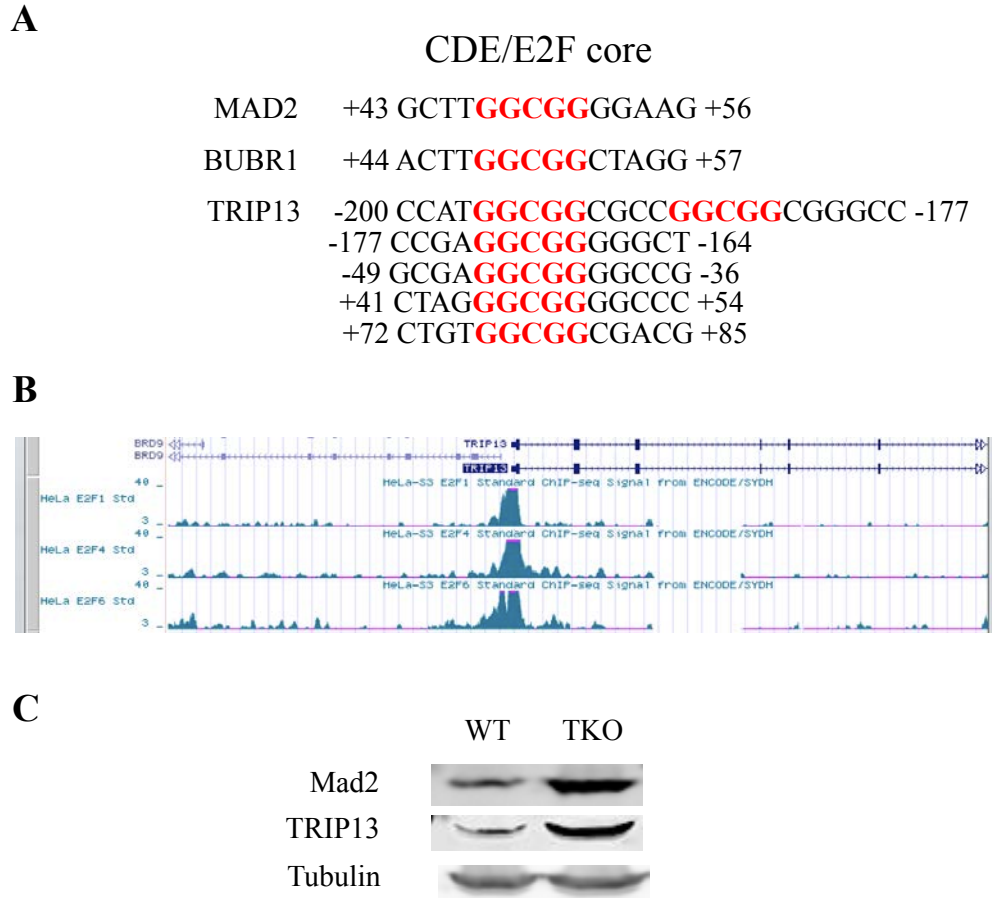 A
CDE/E2F core
MAD2 +43 GCTTGGCGGGGAAG +56
BUBR1 +44 ACTTGGCGGCTAGG +57
TRIP13 -200 CCATGGCGGCGCCGGCGGCGGGCC -177
-177 CCGAGGCGGGGGCT -164
-49 GCGAGGCGGGGCCG -36
+41 CTAGGGCGGGGCCC +54
+72 CTGTGGCGGCGACG +85
B
BRD9 TRIP13
BRD9
TRIP13
40 HeLa-S3 E2F1 Standard ChIP-seq Signal from ENCODE/SYDH
HeLa E2F1 Std
3
40 HeLa-S3 E2F4 Standard ChIP-seq Signal from ENCODE/SYDH
HeLa E2F4 Std
3
40 HeLa-S3 E2F6 Standard ChIP-seq Signal from ENCODE/SYDH
HeLa E2F6 Std
3
C
WT TKO
Mad2
TRIP13
Tubulin